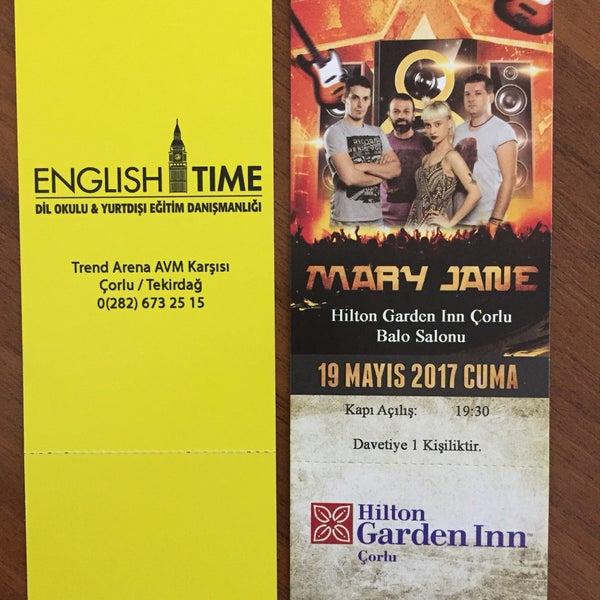 ENGLISH TIME
DİL OKULU & YURTDIŞI EĞİTİM DANIŞMANLIĞI
Trend Arena AVM Karşısı
Çorlu / Tekirdağ
0(282) 673 25 15
MARY JANE
Hilton Garden Inn Çorlu
Balo Salonu
19 MAYIS 2017 CUMA
Kapı Açılış: 19:30
Davetiye 1 Kişiliktir.
Hilton
Garden Inn
Çorlu